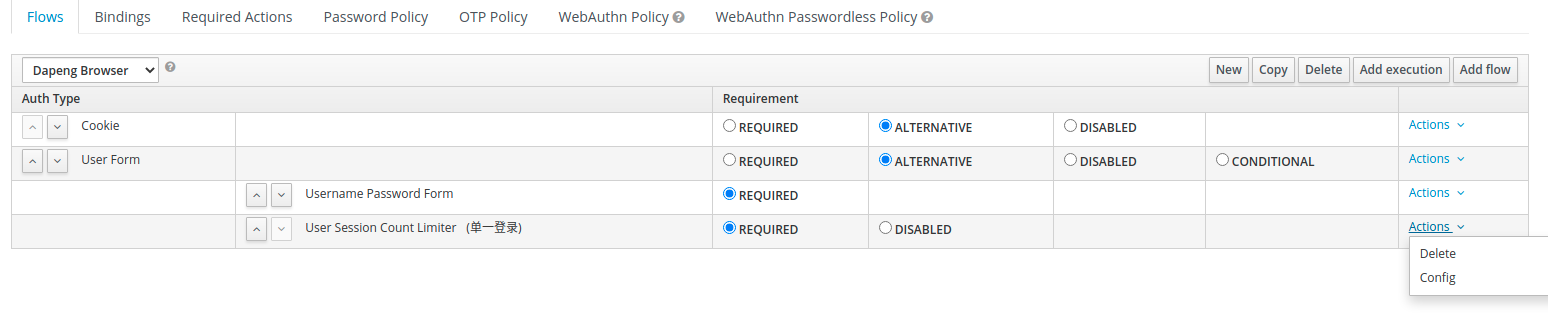 Flows Bindings Required Actions Password Policy OTP Policy WebAuthn Policy WebAuthn Passwordless Policy
Dapeng Browser New Copy Delete Add execution Add flow
Auth Type Requirement
Cookie REQUIRED ALTERNATIVE DISABLED Actions
User Form REQUIRED ALTERNATIVE DISABLED CONDITIONAL Actions
Username Password Form REQUIRED Actions
User Session Count Limiter (单一登录) REQUIRED DISABLED Actions
Delete
Config